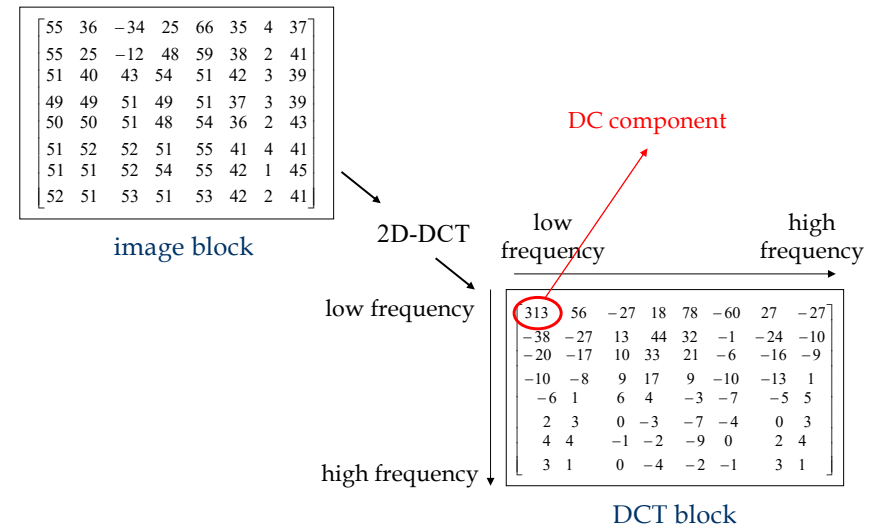 55 36 −34 25 66 35 4 37
55 25 −12 48 59 38 2 41
51 40 43 54 51 42 3 39
49 49 51 49 51 37 3 39
50 50 51 48 54 36 2 43
51 52 52 51 55 41 4 41
51 51 52 54 55 42 1 45
52 51 53 51 53 42 2 41
image block
2D-DCT
DC component
low
frequency
high
frequency
low frequency
high frequency
313 56 −27 18 78 −60 27 −27
−38 −27 13 44 32 −1 −24 −10
−20 −17 10 33 21 −6 −16 −9
−10 −8 9 17 9 −10 −13 1
−6 1 6 4 −3 −7 −5 5
2 3 0 −3 −7 −4 0 3
4 4 −1 −2 −9 0 2 4
3 1 0 −4 −2 −1 3 1
DCT block